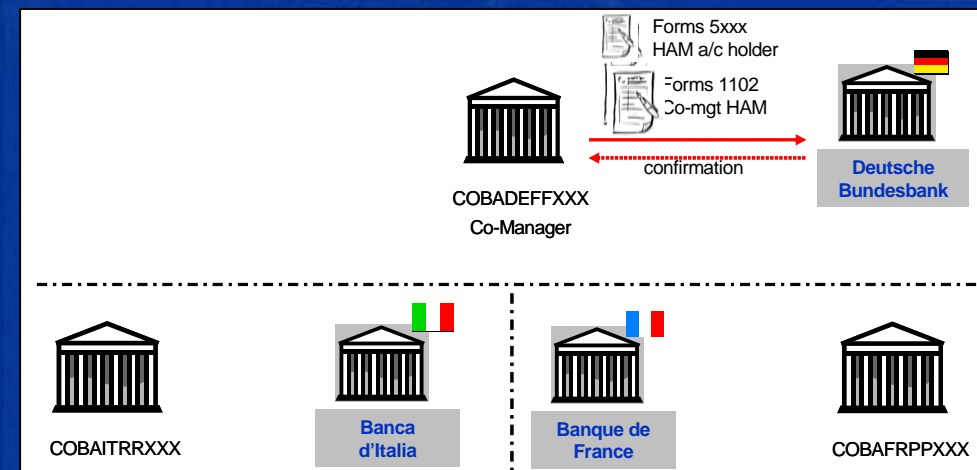 Forms 5xxx
HAM a/c holder
Forms 1102
Co-mgt HAM
confirmation
COBADEFFXXX
Co-Manager
Deutsche
Bundesbank
COBAITRRXXX
Banca
d'Italia
Banque de
France
COBAFRPPXXX